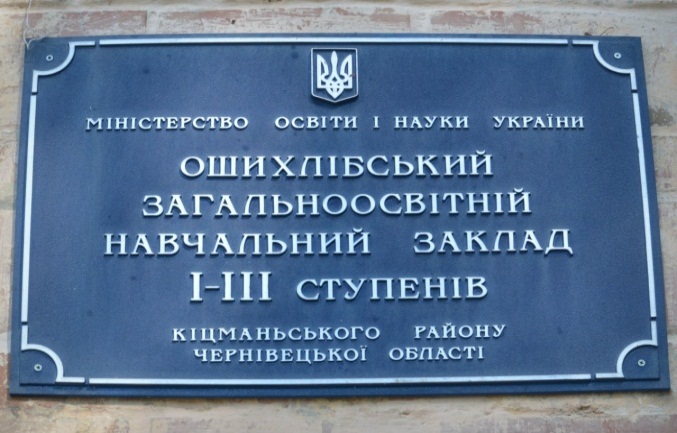 МІНІСТЕРСТВО ОСВІТИ І НАУКИ УКРАЇНИ
ОШИХЛІБСЬКИЙ
ЗАГАЛЬНООСВІТНІЙ
НАВЧАЛЬНИЙ ЗАКЛАД
І-ІІІ СТУПЕНІВ
КІЦМАНЬСЬКОГО РАЙОНУ
ЧЕРНІВЕЦЬКОЇ ОБЛАСТІ